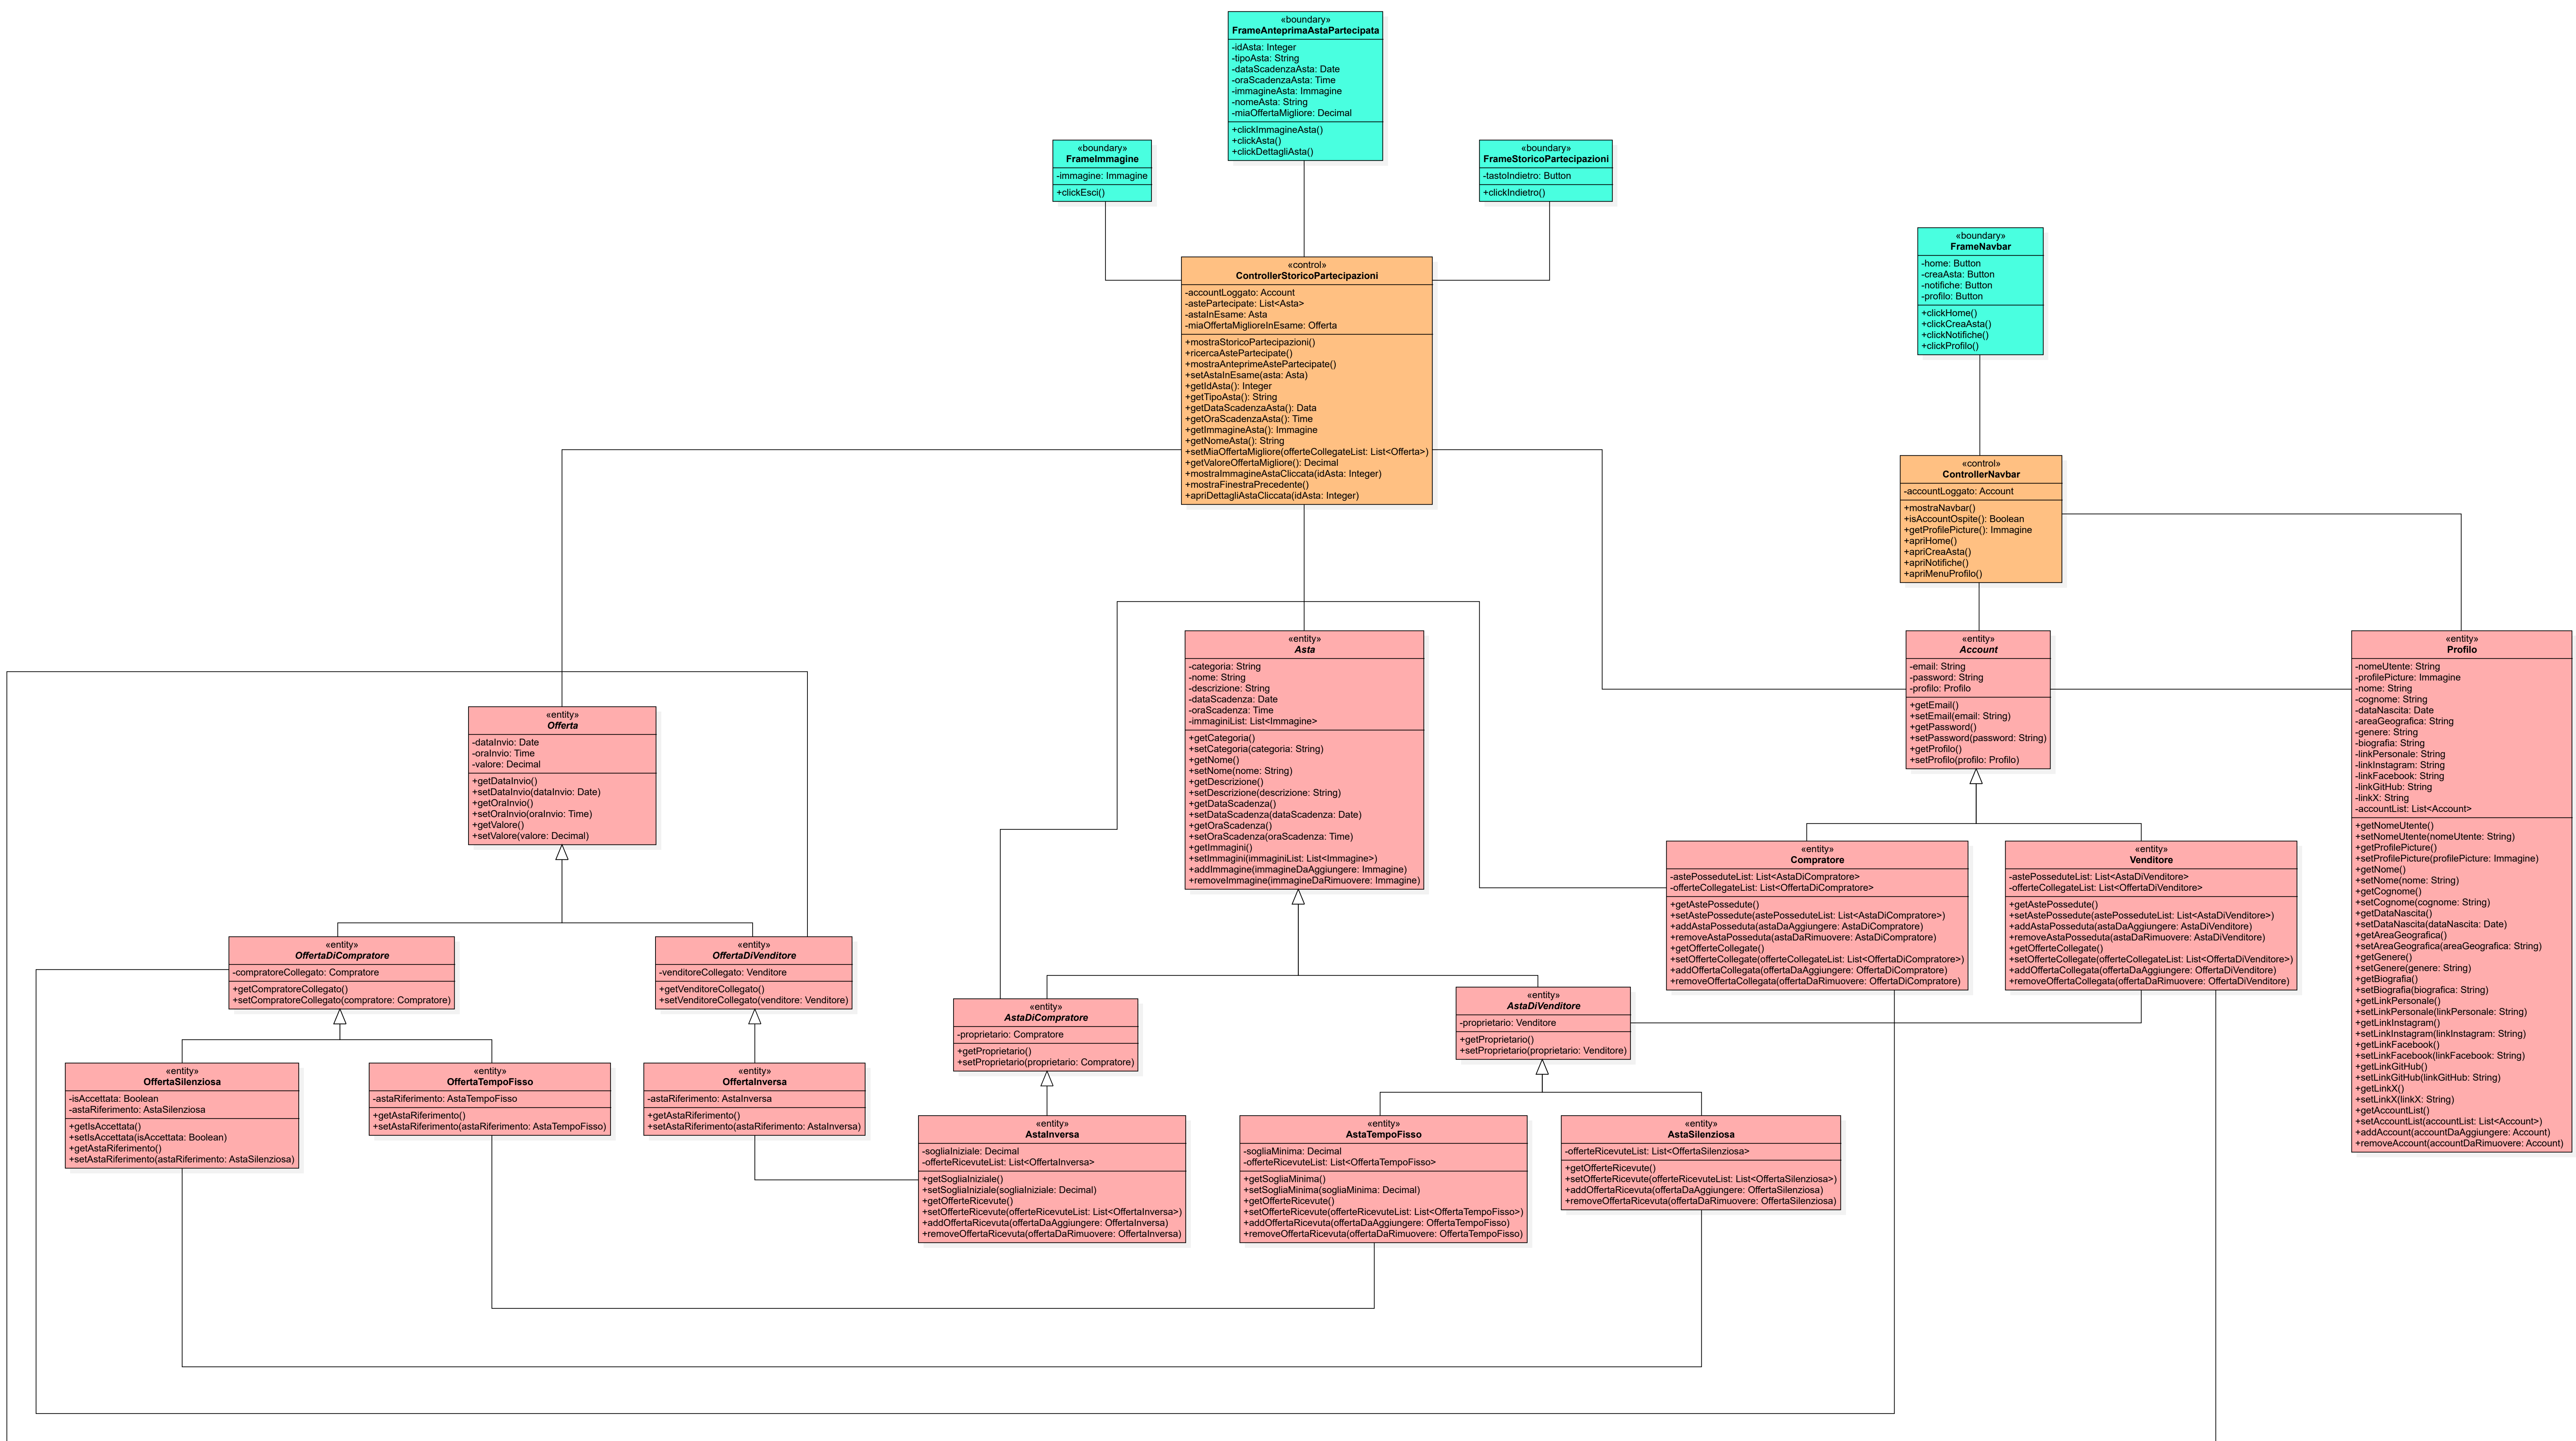 «boundary»
FrameAnteprimaAstaPartecipata
-idAsta: Integer
-tipoAsta: String
-dataScadenzaAsta: Date
-oraScadenzaAsta: Time
-immagineAsta: Immagine
-nomeAsta: String
-miaOffertaMigliore: Decimal
+clickImmagineAsta()
+clickAsta()
+clickDettagliAsta()
«boundary»
FrameImmagine
-immagine: Immagine
+clickEsci()
«boundary»
FrameStoricoPartecipazioni
-tastoIndietro: Button
+clickIndietro()
«boundary»
FrameNavbar
-home: Button
-creaAsta: Button
-notifiche: Button
-profilo: Button
+clickHome()
+clickCreaAsta()
+clickNotifiche()
+clickProfilo()
«control»
ControllerStoricoPartecipazioni
-accountLoggato: Account
-astePartecipate: List<Asta>
-astaInEsame: Asta
-miaOffertaMiglioreInEsame: Offerta
+mostraStoricoPartecipazioni()
+ricercaAstePartecipate()
+mostraAnteprimeAstePartecipate()
+setAstaInEsame(asta: Asta)
+getIdAsta(): Integer
+getTipoAsta(): String
+getDataScadenzaAsta(): Data
+getOraScadenzaAsta(): Time
+getImmagineAsta(): Immagine
+getNomeAsta(): String
+setMiaOffertaMigliore(offerteCollegateList: List<Offerta>)
+getValoreOffertaMigliore(): Decimal
+mostraImmagineAstaCliccata(idAsta: Integer)
+mostraFinestraPrecedente()
+apriDettagliAstaCliccata(idAsta: Integer)
«control»
ControllerNavbar
-accountLoggato: Account
+mostraNavbar()
+isAccountOspite(): Boolean
+getProfilePicture(): Immagine
+apriHome()
+apriCreaAsta()
+apriNotifiche()
+apriMenuProfilo()
«entity»
Asta
-categoria: String
-nome: String
-descrizione: String
-dataScadenza: Date
-oraScadenza: Time
-immaginiList: List<Immagine>
+getCategoria()
+setCategoria(categoria: String)
+getNome()
+setNome(nome: String)
+getDescrizione()
+setDescrizione(descrizione: String)
+getDataScadenza()
+setDataScadenza(dataScadenza: Date)
+getOraScadenza()
+setOraScadenza(oraScadenza: Time)
+getImmagini()
+setImmagini(immaginiList: List<Immagine>)
+addImmagine(immagineDaAggiungere: Immagine)
+removeImmagine(immagineDaRimuovere: Immagine)
«entity»
Account
-email: String
-password: String
-profilo: Profilo
+getEmail()
+setEmail(email: String)
+getPassword()
+setPassword(password: String)
+getProfilo()
+setProfilo(profilo: Profilo)
«entity»
Profilo
-nomeUtente: String
-profilePicture: Immagine
-nome: String
-cognome: String
-dataNascita: Date
-areaGeografica: String
-genere: String
-biografia: String
-linkPersonale: String
-linkInstagram: String
-linkFacebook: String
-linkGitHub: String
-linkX: String
-accountList: List<Account>
+getNomeUtente()
+setNomeUtente(nomeUtente: String)
+getProfilePicture()
+setProfilePicture(profilePicture: Immagine)
+getNome()
+setNome(nome: String)
+getCognome()
+setCognome(cognome: String)
+getDataNascita()
+setDataNascita(dataNascita: Date)
+getAreaGeografica()
+setAreaGeografica(areaGeografica: String)
+getGenere()
+setGenere(genere: String)
+getBiografia()
+setBiografia(biografica: String)
+getLinkPersonale()
+setLinkPersonale(linkPersonale: String)
+getLinkInstagram()
+setLinkInstagram(linkInstagram: String)
+getLinkFacebook()
+setLinkFacebook(linkFacebook: String)
+getLinkGitHub()
+setLinkGitHub(linkGitHub: String)
+getLinkX()
+setLinkX(linkX: String)
+getAccountList()
+setAccountList(accountList: List<Account>)
+addAccount(accountDaAggiungere: Account)
+removeAccount(accountDaRimuovere: Account)
«entity»
Offerta
-dataInvio: Date
-oraInvio: Time
-valore: Decimal
+getDataInvio()
+setDataInvio(dataInvio: Date)
+getOraInvio()
+setOraInvio(oraInvio: Time)
+getValore()
+setValore(valore: Decimal)
«entity»
Compratore
-astePosseduteList: List<AstaDiCompratore>
-offerteCollegateList: List<OffertaDiCompratore>
+getAstePossedute()
+setAstePossedute(astePosseduteList: List<AstaDiCompratore>)
+addAstaPosseduta(astaDaAggiungere: AstaDiCompratore)
+removeAstaPosseduta(astaDaRimuovere: AstaDiCompratore)
+getOfferteCollegate()
+setOfferteCollegate(offerteCollegateList: List<OffertaDiCompratore>)
+addOffertaCollegata(offertaDaAggiungere: OffertaDiCompratore)
+removeOffertaCollegata(offertaDaRimuovere: OffertaDiCompratore)
«entity»
Venditore
-astePosseduteList: List<AstaDiVenditore>
-offerteCollegateList: List<OffertaDiVenditore>
+getAstePossedute()
+setAstePossedute(astePosseduteList: List<AstaDiVenditore>)
+addAstaPosseduta(astaDaAggiungere: AstaDiVenditore)
+removeAstaPosseduta(astaDaRimuovere: AstaDiVenditore)
+getOfferteCollegate()
+setOfferteCollegate(offerteCollegateList: List<OffertaDiVenditore>)
+addOffertaCollegata(offertaDaAggiungere: OffertaDiVenditore)
+removeOffertaCollegata(offertaDaRimuovere: OffertaDiVenditore)
«entity»
OffertaDiCompratore
-compratoreCollegato: Compratore
+getCompratoreCollegato()
+setCompratoreCollegato(compratore: Compratore)
«entity»
OffertaDiVenditore
-venditoreCollegato: Venditore
+getVenditoreCollegato()
+setVenditoreCollegato(venditore: Venditore)
«entity»
AstaDiCompratore
-proprietario: Compratore
+getProprietario()
+setProprietario(proprietario: Compratore)
«entity»
AstaDiVenditore
-proprietario: Venditore
+getProprietario()
+setProprietario(proprietario: Venditore)
«entity»
OffertaSilenziosa
-isAccettata: Boolean
-astaRiferimento: AstaSilenziosa
+getIsAccettata()
+setIsAccettata(isAccettata: Boolean)
+getAstaRiferimento()
+setAstaRiferimento(astaRiferimento: AstaSilenziosa)
«entity»
OffertaTempoFisso
-astaRiferimento: AstaTempoFisso
+getAstaRiferimento()
+setAstaRiferimento(astaRiferimento: AstaTempoFisso)
«entity»
OffertaInversa
-astaRiferimento: AstaInversa
+getAstaRiferimento()
+setAstaRiferimento(astaRiferimento: AstaInversa)
«entity»
AstaInversa
-sogliaIniziale: Decimal
-offerteRicevuteList: List<OffertaInversa>
+getSogliaIniziale()
+setSogliaIniziale(sogliaIniziale: Decimal)
+getOfferteRicevute()
+setOfferteRicevute(offerteRicevuteList: List<OffertaInversa>)
+addOffertaRicevuta(offertaDaAggiungere: OffertaInversa)
+removeOffertaRicevuta(offertaDaRimuovere: OffertaInversa)
«entity»
AstaTempoFisso
-sogliaMinima: Decimal
-offerteRicevuteList: List<OffertaTempoFisso>
+getSogliaMinima()
+setSogliaMinima(sogliaMinima: Decimal)
+getOfferteRicevute()
+setOfferteRicevute(offerteRicevuteList: List<OffertaTempoFisso>)
+addOffertaRicevuta(offertaDaAggiungere: OffertaTempoFisso)
+removeOffertaRicevuta(offertaDaRimuovere: OffertaTempoFisso)
«entity»
AstaSilenziosa
-offerteRicevuteList: List<OffertaSilenziosa>
+getOfferteRicevute()
+setOfferteRicevute(offerteRicevuteList: List<OffertaSilenziosa>)
+addOffertaRicevuta(offertaDaAggiungere: OffertaSilenziosa)
+removeOffertaRicevuta(offertaDaRimuovere: OffertaSilenziosa)